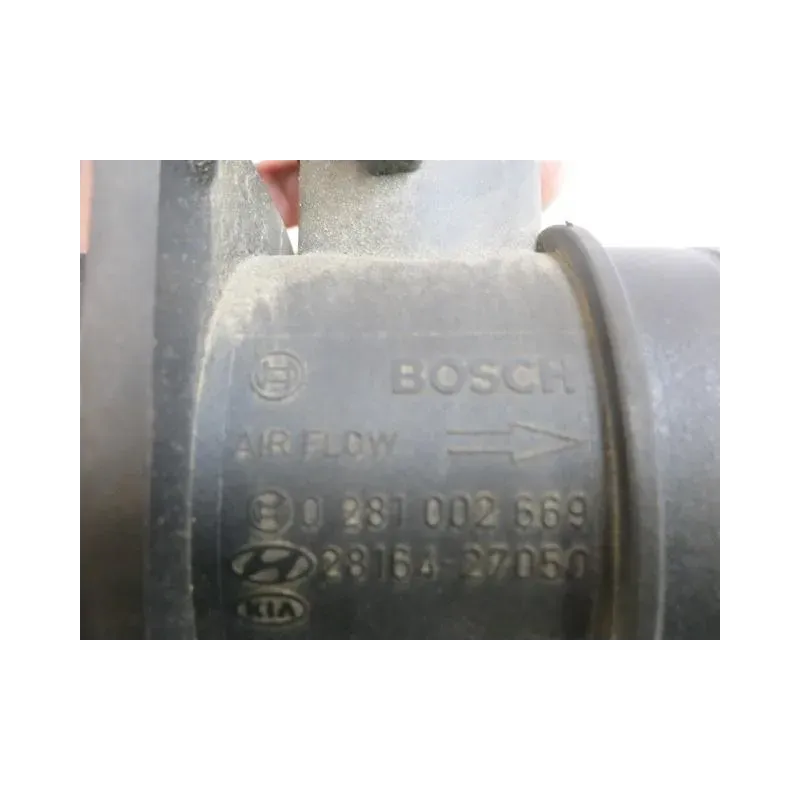 BOSCH
AIR FLOW
0 281 002 669
28164-27050
KIA